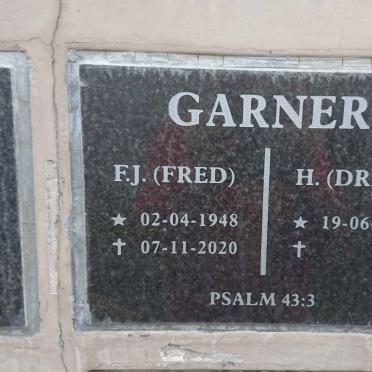 GARNER
F.J. (FRED) H. (DR
★ 02-04-1948 ★ 19-06-
✝ 07-11-2020 ✝
PSALM 43:3